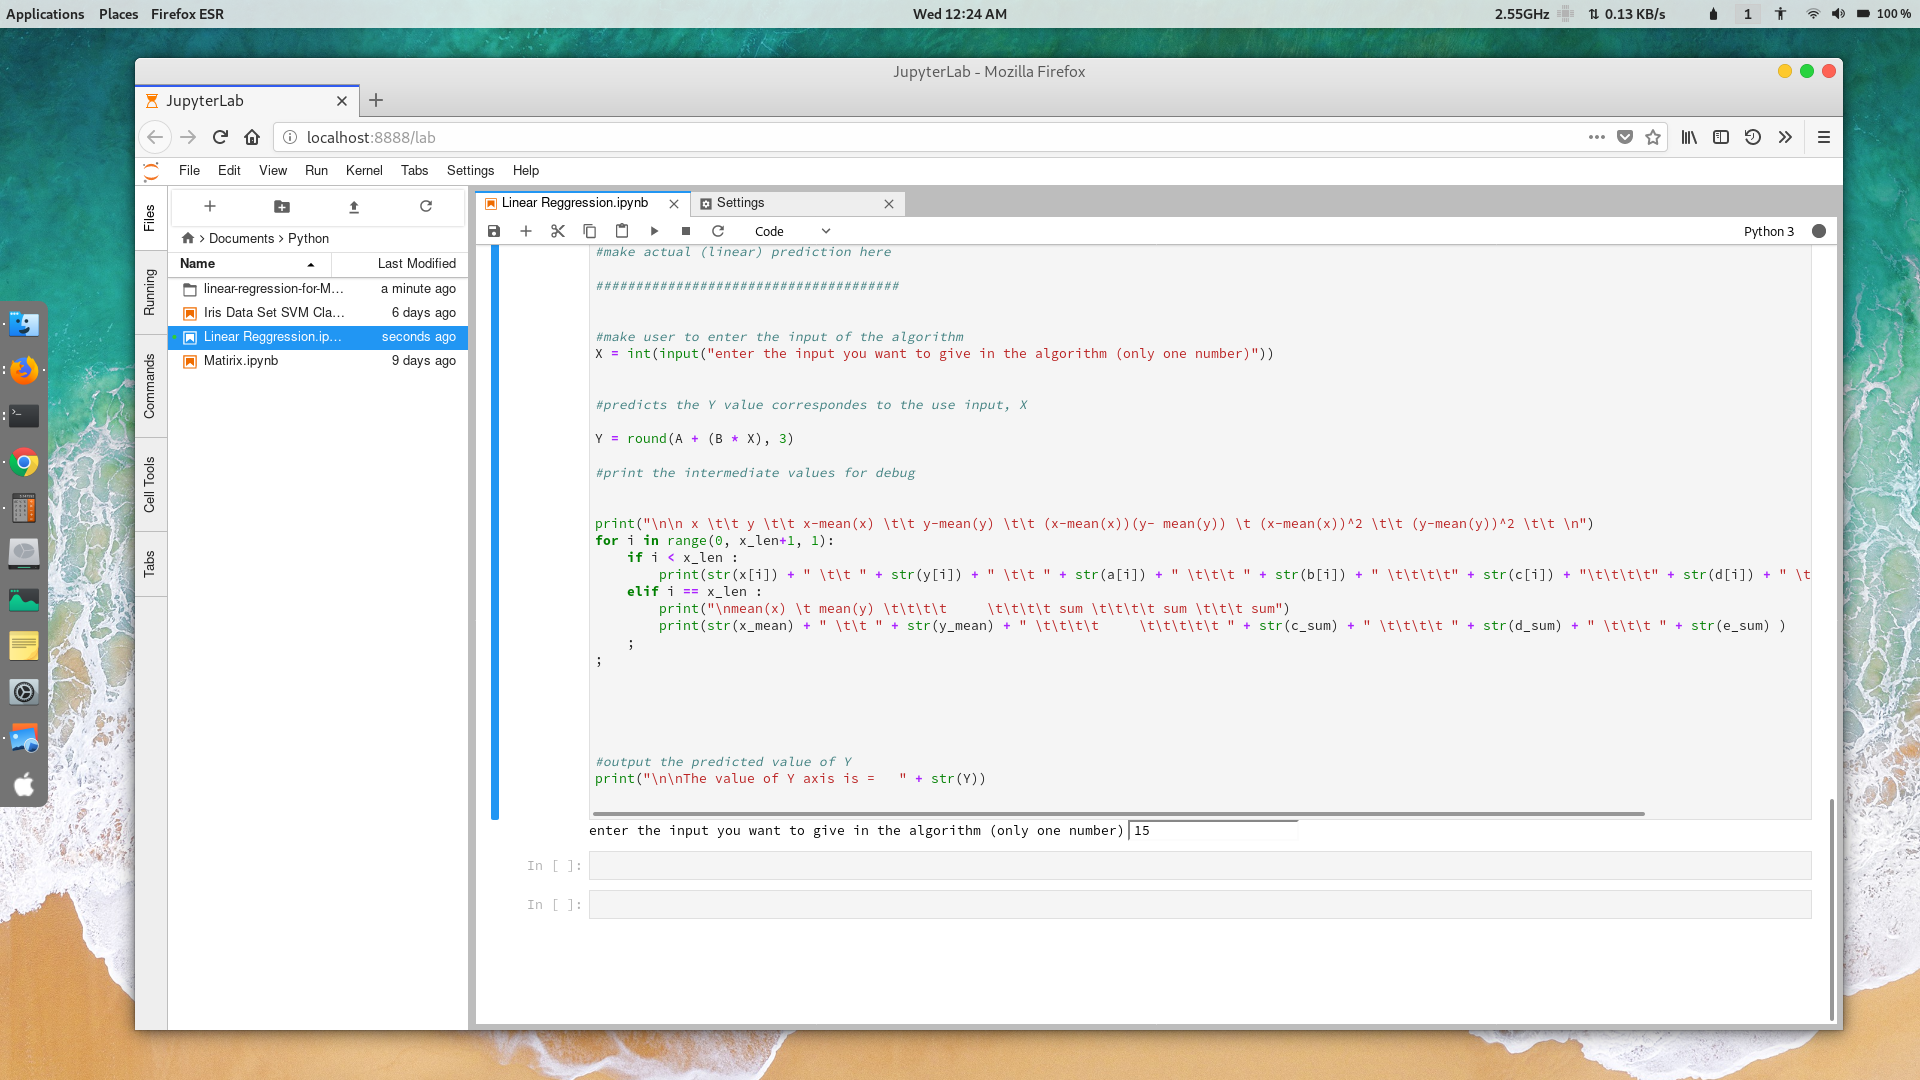 Applications Places Firefox ESR Wed 12:24 AM 2.55GHz 0.13 KB/s 1 100 %
JupyterLab - Mozilla Firefox
JupyterLab
localhost:8888/lab
File Edit View Run Kernel Tabs Settings Help
Files
Running
Commands
Cell Tools
Tabs
Documents Python
Name Last Modified
linear-regression-for-M... a minute ago
Iris Data Set SVM Cla... 6 days ago
Linear Reggression.ip... seconds ago
Matirix.ipynb 9 days ago
Linear Reggression.ipynb Settings
Code Python 3
#make actual (linear) prediction here
######################################
#make user to enter the input of the algorithm
X = int(input("enter the input you want to give in the algorithm (only one number)"))
#predicts the Y value correspondes to the use input, X
Y = round(A + (B * X), 3)
#print the intermediate values for debug
print("\n\n x \t\t y \t\t x-mean(x) \t\t y-mean(y) \t\t (x-mean(x))(y- mean(y)) \t (x-mean(x))^2 \t\t (y-mean(y))^2 \t\t \n")
for i in range(0, x_len+1, 1):
    if i < x_len :
        print(str(x[i]) + " \t\t " + str(y[i]) + " \t\t " + str(a[i]) + " \t\t\t " + str(b[i]) + " \t\t\t\t" + str(c[i]) + "\t\t\t\t" + str(d[i]) + " \t
    elif i == x_len :
        print("\nmean(x) \t mean(y) \t\t\t\t     \t\t\t\t sum \t\t\t\t sum \t\t\t sum")
        print(str(x_mean) + " \t\t " + str(y_mean) + " \t\t\t\t     \t\t\t\t\t " + str(c_sum) + " \t\t\t\t " + str(d_sum) + " \t\t\t " + str(e_sum) )
    ;
;
#output the predicted value of Y
print("\n\nThe value of Y axis is =   " + str(Y))
enter the input you want to give in the algorithm (only one number) 15
In [ ]:
In [ ]: